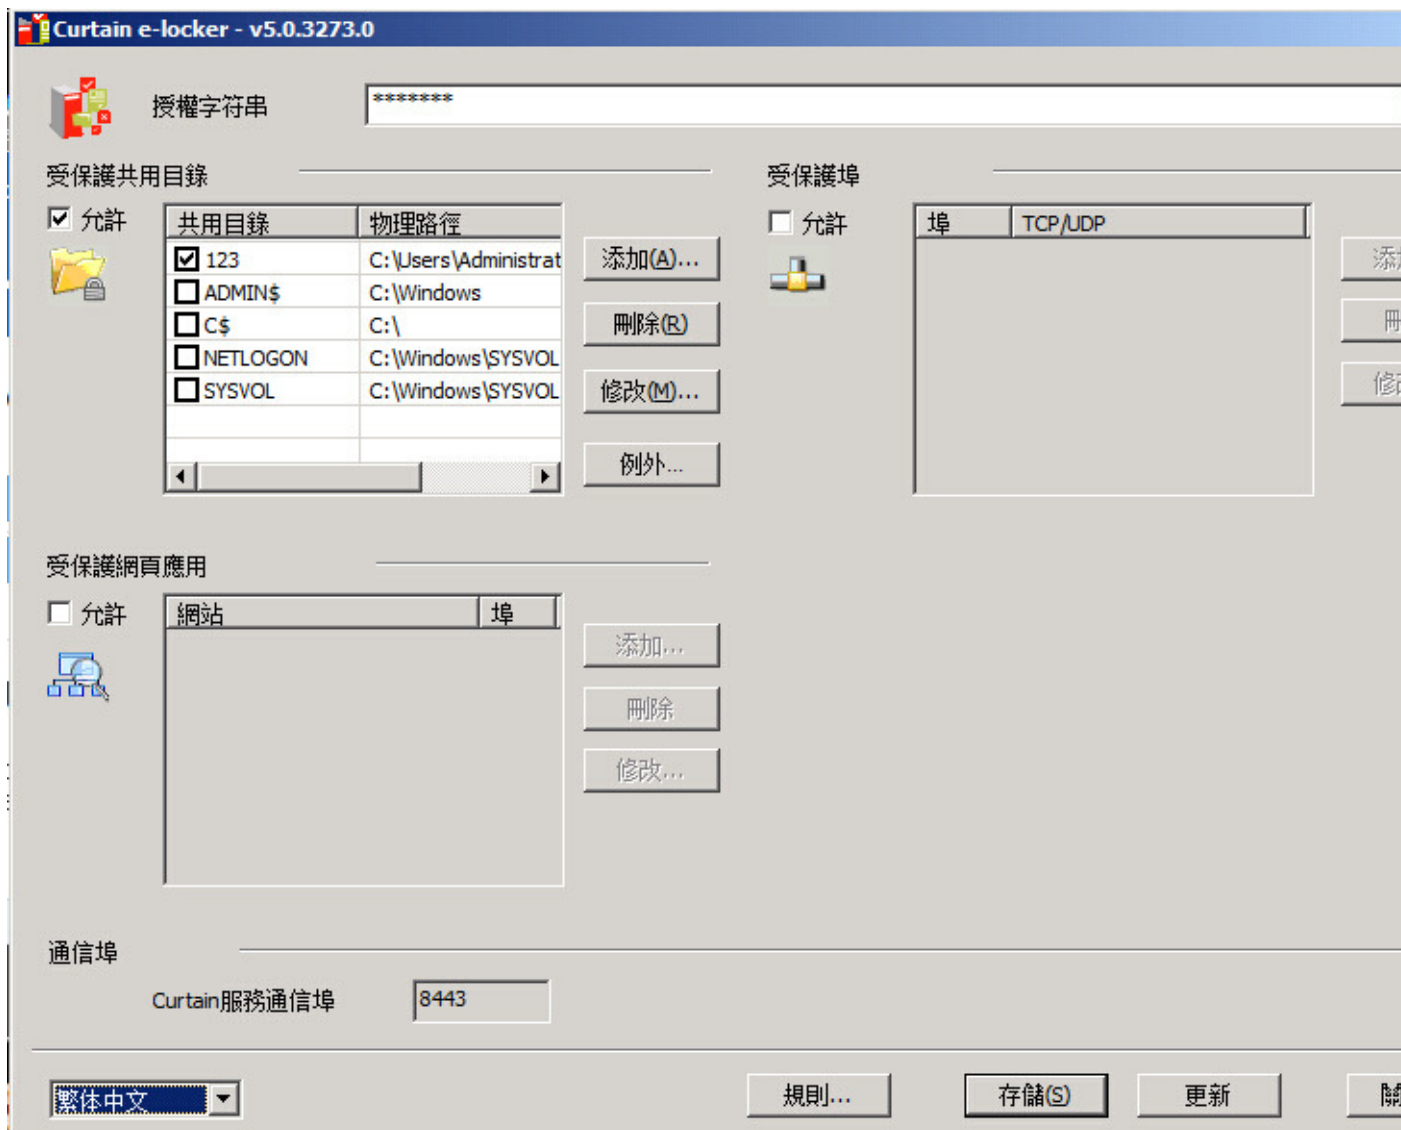 Curtain e-locker - v5.0.3273.0
授權字符串
*******
受保護共用目錄
允許
共用目錄 物理路徑
123 C:\Users\Administrat
ADMIN$ C:\Windows
C$ C:\
NETLOGON C:\Windows\SYSVOL
SYSVOL C:\Windows\SYSVOL
添加(A)...
刪除(R)
修改(M)...
例外...
受保護埠
允許
埠 TCP/UDP
添
刪
修
受保護網頁應用
允許
網站 埠
添加...
刪除
修改...
通信埠
Curtain服務通信埠 8443
繁体中文
規則...
存儲(S)
更新